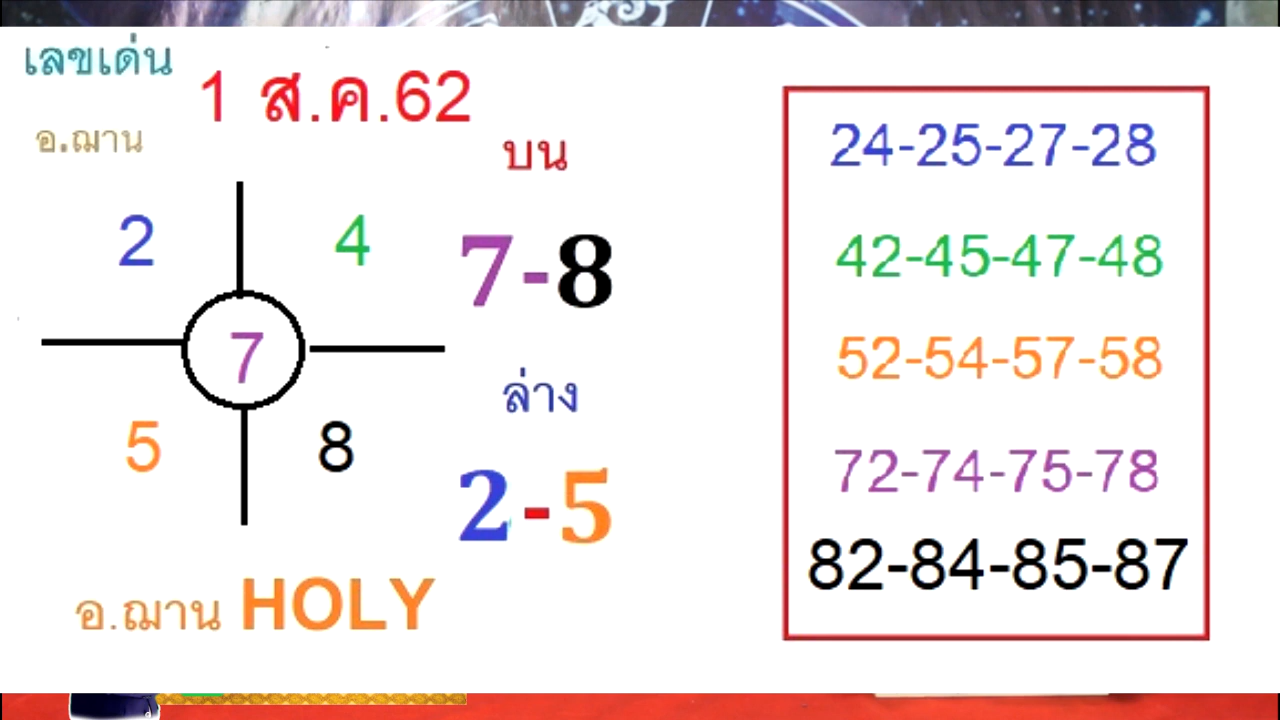 เลขเด่น
1 ส.ค.62
อ.ฌาน
2 4
7
5 8
บน
7-8
ล่าง
2-5
อ.ฌาน HOLY
24-25-27-28
42-45-47-48
52-54-57-58
72-74-75-78
82-84-85-87